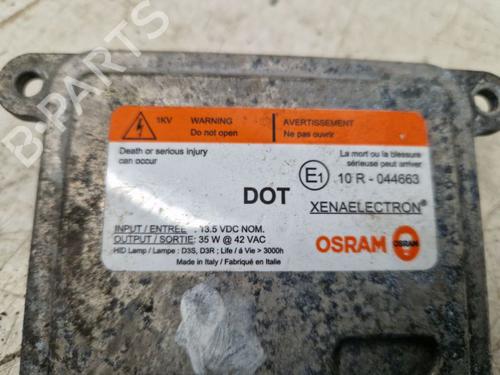 B-PARTS
1KV
WARNING
Do not open
AVERTISSEMENT
Ne pas ouvrir
Death or serious injury
can occur
La mort ou la blessure
sérieuse peut arriver
E1 10 R - 044663
DOT
XENAELECTRON®
INPUT / ENTRÉE : 13.5 VDC NOM.
OUTPUT / SORTIE: 35 W @ 42 VAC
HID Lamp / Lampe : D3S, D3R ; Life / à Vie > 3000h
Made in Italy / Fabriqué en Italie
OSRAM
OSRAM